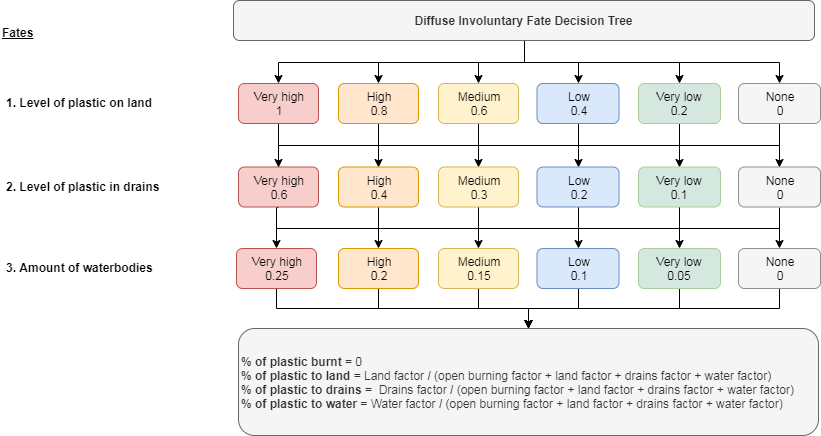 Diffuse Involuntary Fate Decision Tree
Fates
1. Level of plastic on land
Very high
1
High
0.8
Medium
0.6
Low
0.4
Very low
0.2
None
0
2. Level of plastic in drains
Very high
0.6
High
0.4
Medium
0.3
Low
0.2
Very low
0.1
None
0
3. Amount of waterbodies
Very high
0.25
High
0.2
Medium
0.15
Low
0.1
Very low
0.05
None
0
% of plastic burnt = 0
% of plastic to land = Land factor / (open burning factor + land factor + drains factor + water factor)
% of plastic to drains = Drains factor / (open burning factor + land factor + drains factor + water factor)
% of plastic to water = Water factor / (open burning factor + land factor + drains factor + water factor)